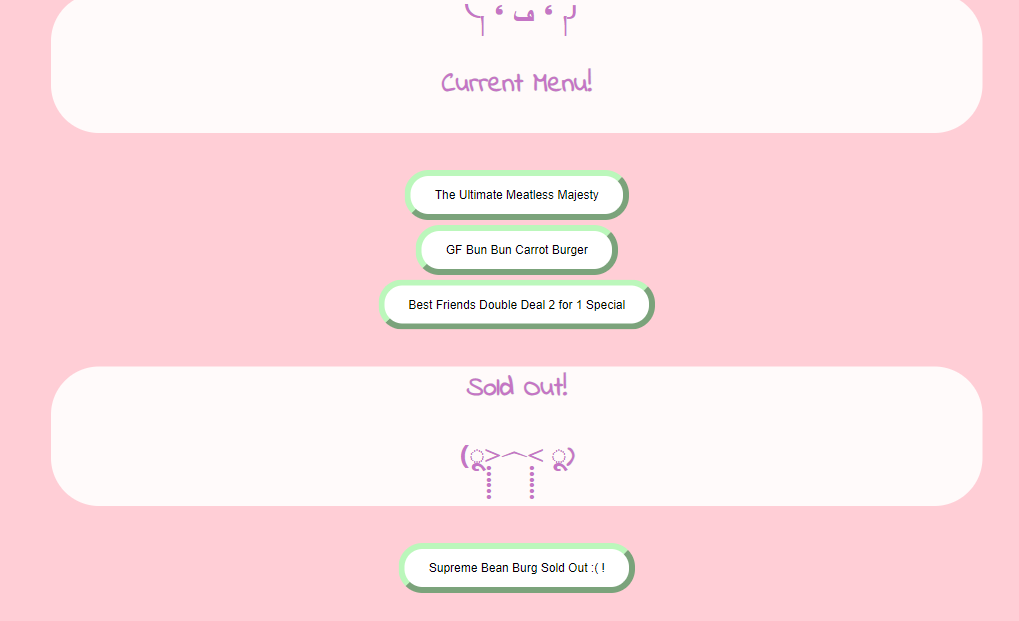 ╰╷ ❛ ڡ ❛ ╷╯
Current Menu!
The Ultimate Meatless Majesty
GF Bun Bun Carrot Burger
Best Friends Double Deal 2 for 1 Special
Sold Out!
Supreme Bean Burg Sold Out :( !